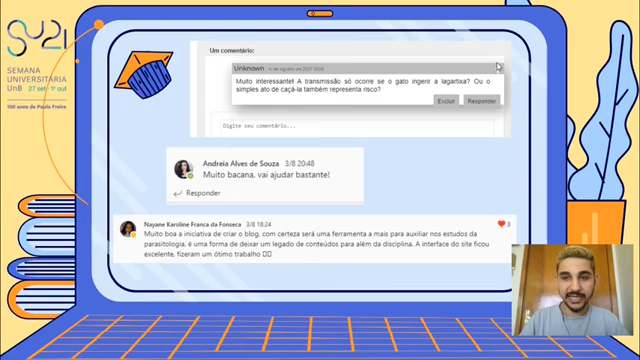 SU21
SEMANA
UNIVERSITÁRIA
UnB 27 set - 1º out
100 anos de Paulo Freire
Um comentário:
Unknown 4 de agosto de 2021
Muito interessante! A transmissão só ocorre se o gato ingerir a lagartixa? Ou o
simples ato de caçá-la também representa risco?
Excluir Responder
Digite seu comentário...
Andreia Alves de Souza 3/8 20:48
Muito bacana, vai ajudar bastante!
Responder
Nayane Karoline Franca da Fonseca 3/8 18:24
3
Muito boa a iniciativa de criar o blog, com certeza será uma ferramenta a mais para auxiliar nos estudos da
parasitologia, é uma forma de deixar um legado de conteúdos para além da disciplina. A interface do site ficou
excelente, fizeram um ótimo trabalho